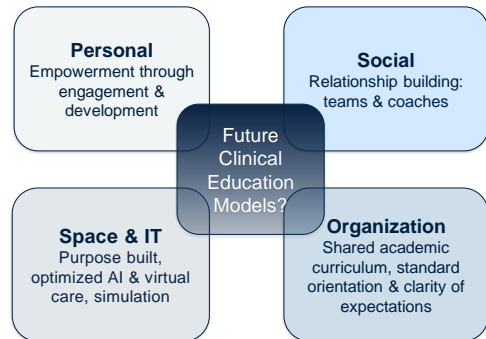 Personal
Empowerment through
engagement &
development
Social
Relationship building:
teams & coaches
Future
Clinical
Education
Models?
Space & IT
Purpose built,
optimized AI & virtual
care, simulation
Organization
Shared academic
curriculum, standard
orientation & clarity of
expectations